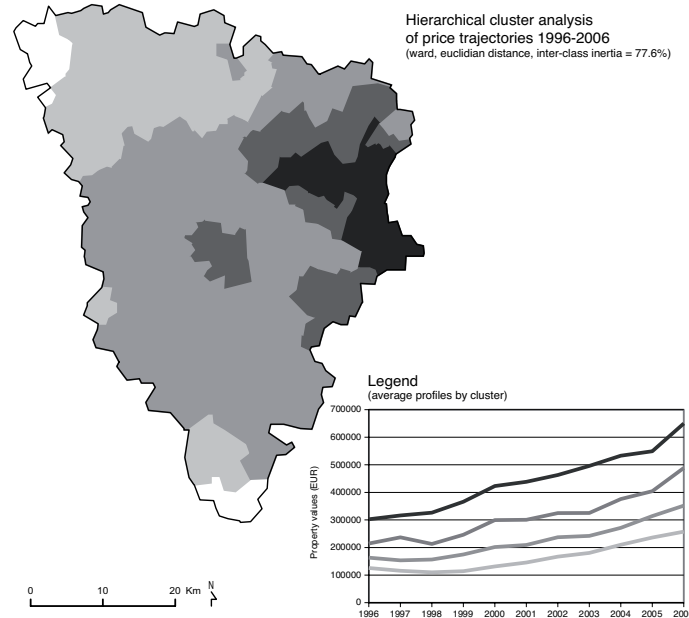 Hierarchical cluster analysis
of price trajectories 1996-2006
(ward, euclidian distance, inter-class inertia = 77.6%)
Legend
(average profiles by cluster)
Property values (EUR)
700000
600000
500000
400000
300000
200000
100000
0
1996 1997 1998 1999 2000 2001 2002 2003 2004 2005 200
0 10 20 Km N